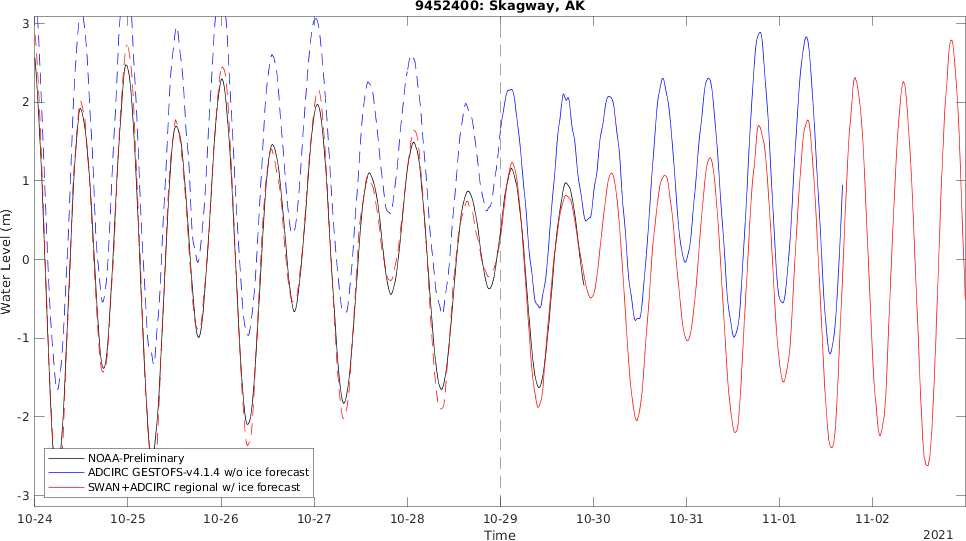 9452400: Skagway, AK
Water Level (m)
3
2
1
0
-1
-2
-3
NOAA-Preliminary
ADCIRC GESTOFS-v4.1.4 w/o ice forecast
SWAN+ADCIRC regional w/ ice forecast
10-24 10-25 10-26 10-27 10-28 10-29 10-30 10-31 11-01 11-02
Time
2021